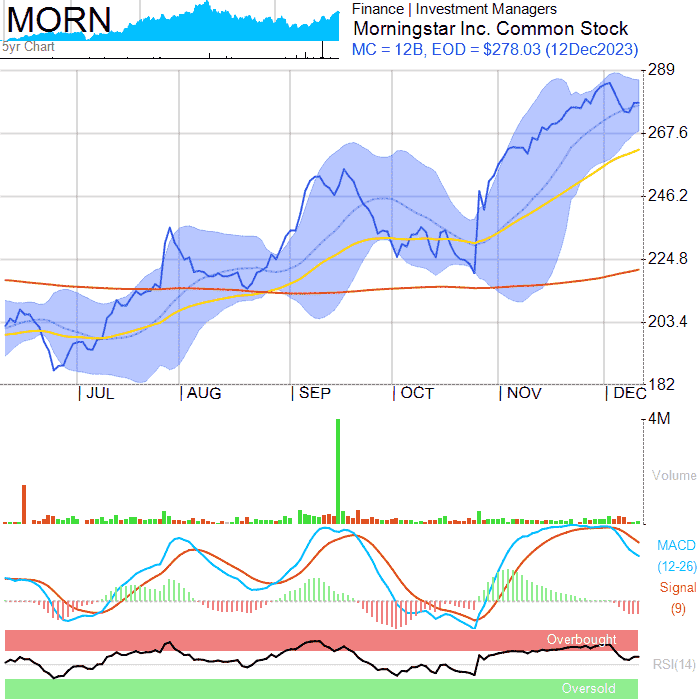 MORN
5yr Chart
Finance | Investment Managers
Morningstar Inc. Common Stock
MC = 12B, EOD = $278.03 (12Dec2023)
289
267.6
246.2
224.8
203.4
182
JUL AUG SEP OCT NOV DEC
4M
Volume
MACD
(12-26)
Signal
(9)
Overbought
RSI(14)
Oversold